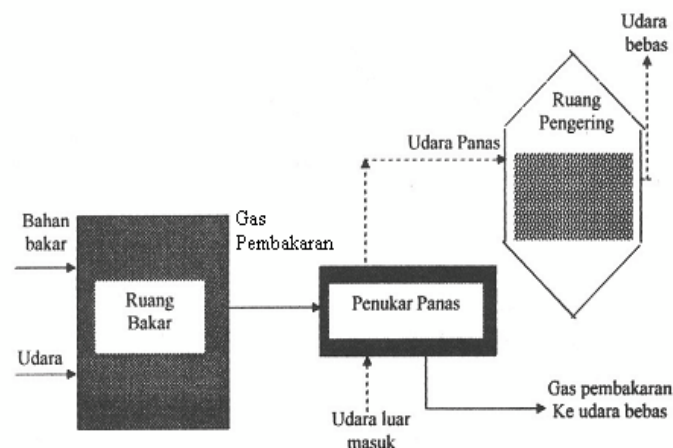 Udara
bebas
Ruang
Pengering
Udara Panas
Bahan
bakar
Gas
Pembakaran
Ruang
Bakar
Penukar Panas
Udara
Udara luar
masuk
Gas pembakaran
Ke udara bebas